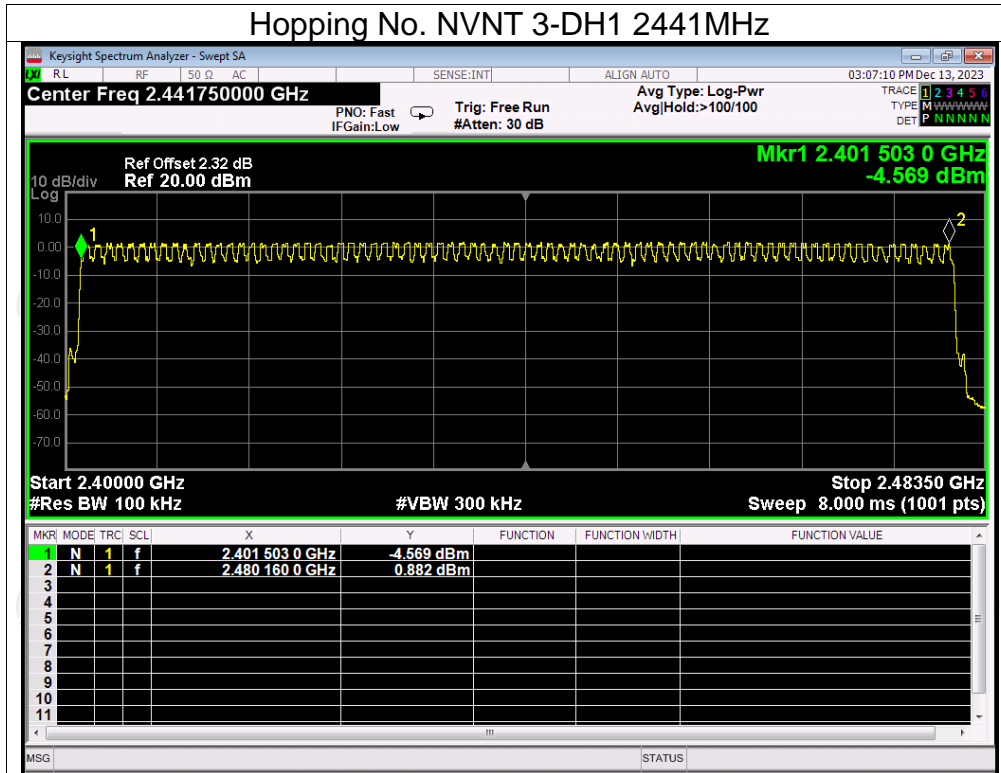 Hopping No. NVNT 3-DH1 2441MHz
Keysight Spectrum Analyzer - Swept SA
LXI RL RF 50 Ω AC SENSE:INT ALIGN AUTO 03:07:10 PM Dec 13, 2023
Center Freq 2.441750000 GHz Avg Type: Log-Pwr TRACE 1 2 3 4 5 6
PNO: Fast Trig: Free Run Avg|Hold:>100/100 TYPE M WWWWW
IFGain:Low #Atten: 30 dB DET P N N N N N
Mkr1 2.401 503 0 GHz
Ref Offset 2.32 dB
10 dB/div Ref 20.00 dBm -4.569 dBm
Log
10.0
0.00
-10.0
-20.0
-30.0
-40.0
-50.0
-60.0
-70.0
1
2
Start 2.40000 GHz Stop 2.48350 GHz
#Res BW 100 kHz #VBW 300 kHz Sweep 8.000 ms (1001 pts)
MKR MODE TRC SCL X Y FUNCTION FUNCTION WIDTH FUNCTION VALUE
1 N 1 f 2.401 503 0 GHz -4.569 dBm
2 N 1 f 2.480 160 0 GHz 0.882 dBm
3
4
5
6
7
8
9
10
11
MSG STATUS